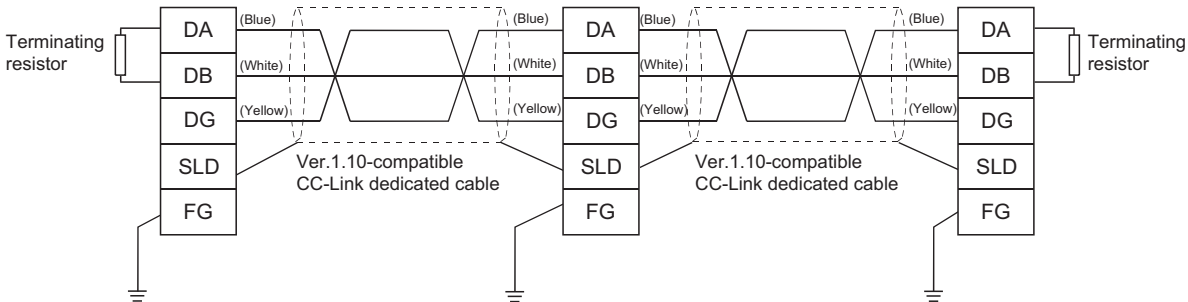 DA (Blue) (Blue) DA (Blue) (Blue) DA
Terminating resistor
DB (White) (White) DB (White) (White) DB
Terminating resistor
DG (Yellow) (Yellow) DG (Yellow) (Yellow) DG
SLD SLD SLD
Ver.1.10-compatible
CC-Link dedicated cable
Ver.1.10-compatible
CC-Link dedicated cable
FG FG FG